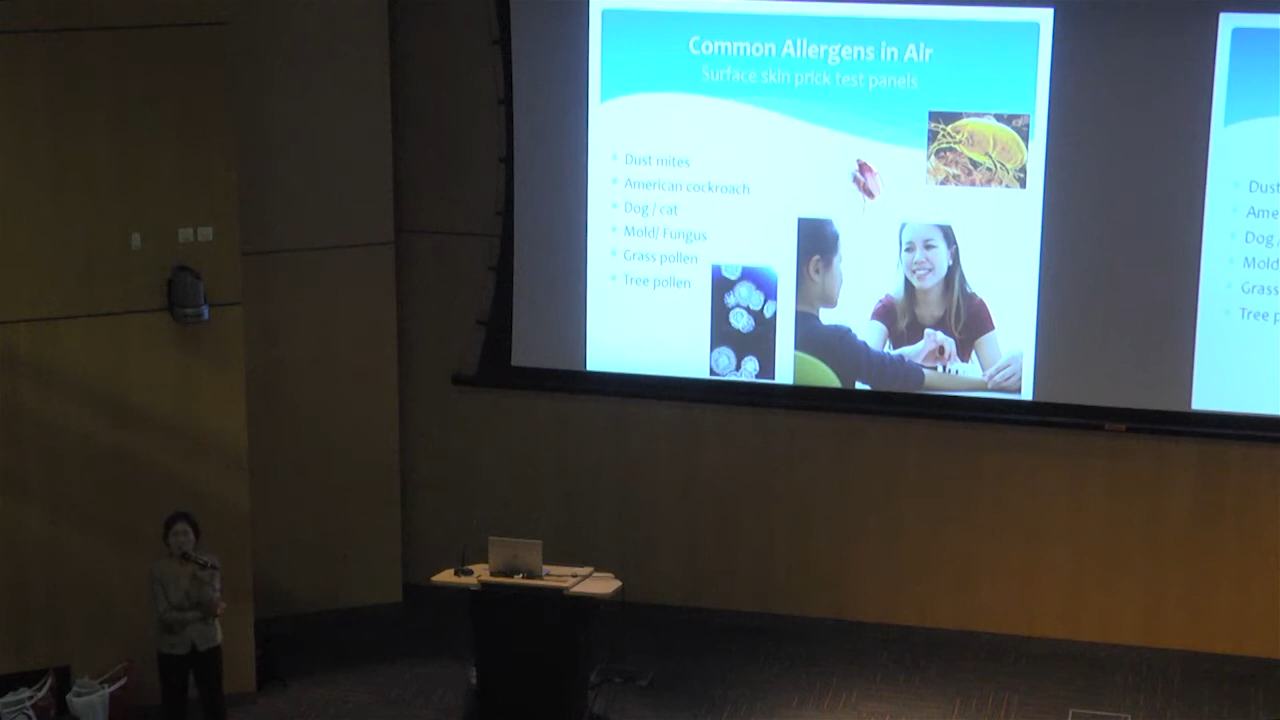 Common Allergens in Air
Surface skin prick test panels
Dust mites
American cockroach
Dog / cat
Mold/ Fungus
Grass pollen
Tree pollen
Dust
Ame
Dog
Mold
Grass
Tree p